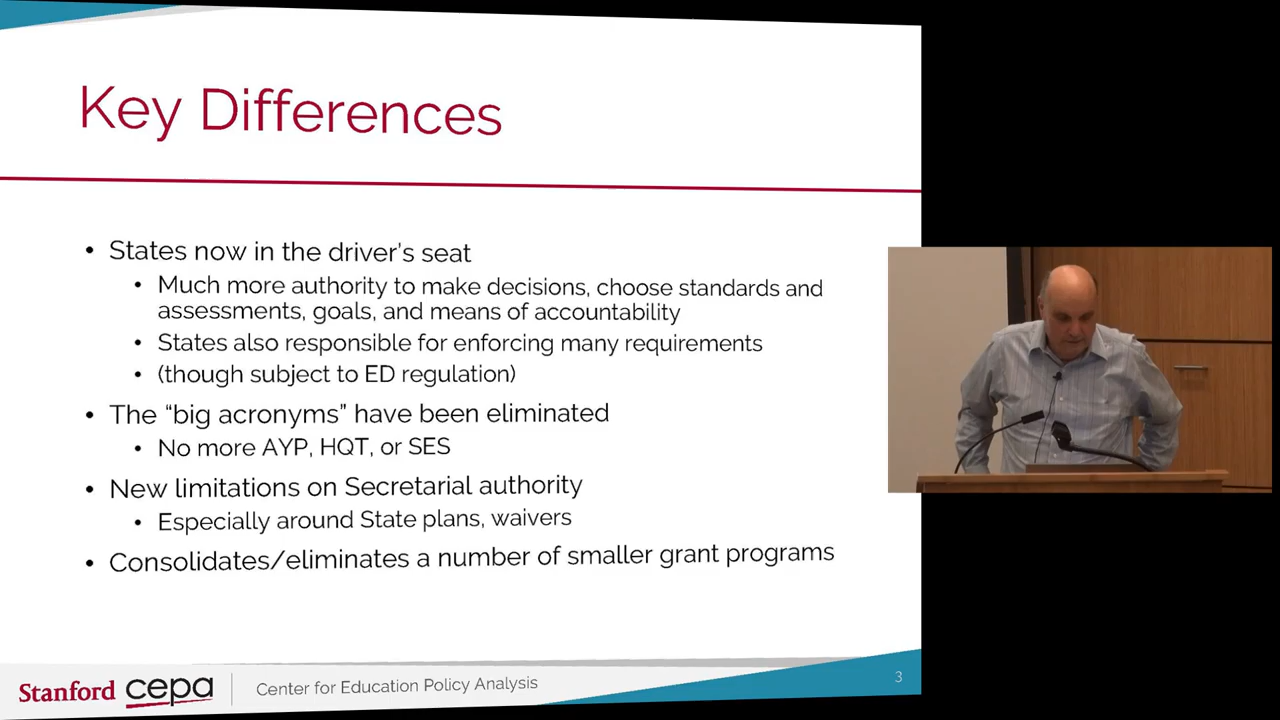 Key Differences
• States now in the driver's seat
• Much more authority to make decisions, choose standards and
assessments, goals, and means of accountability
• States also responsible for enforcing many requirements
• (though subject to ED regulation)
• The “big acronyms” have been eliminated
• No more AYP, HQT, or SES
• New limitations on Secretarial authority
• Especially around State plans, waivers
• Consolidates/eliminates a number of smaller grant programs
Stanford cepa
Center for Education Policy Analysis
3